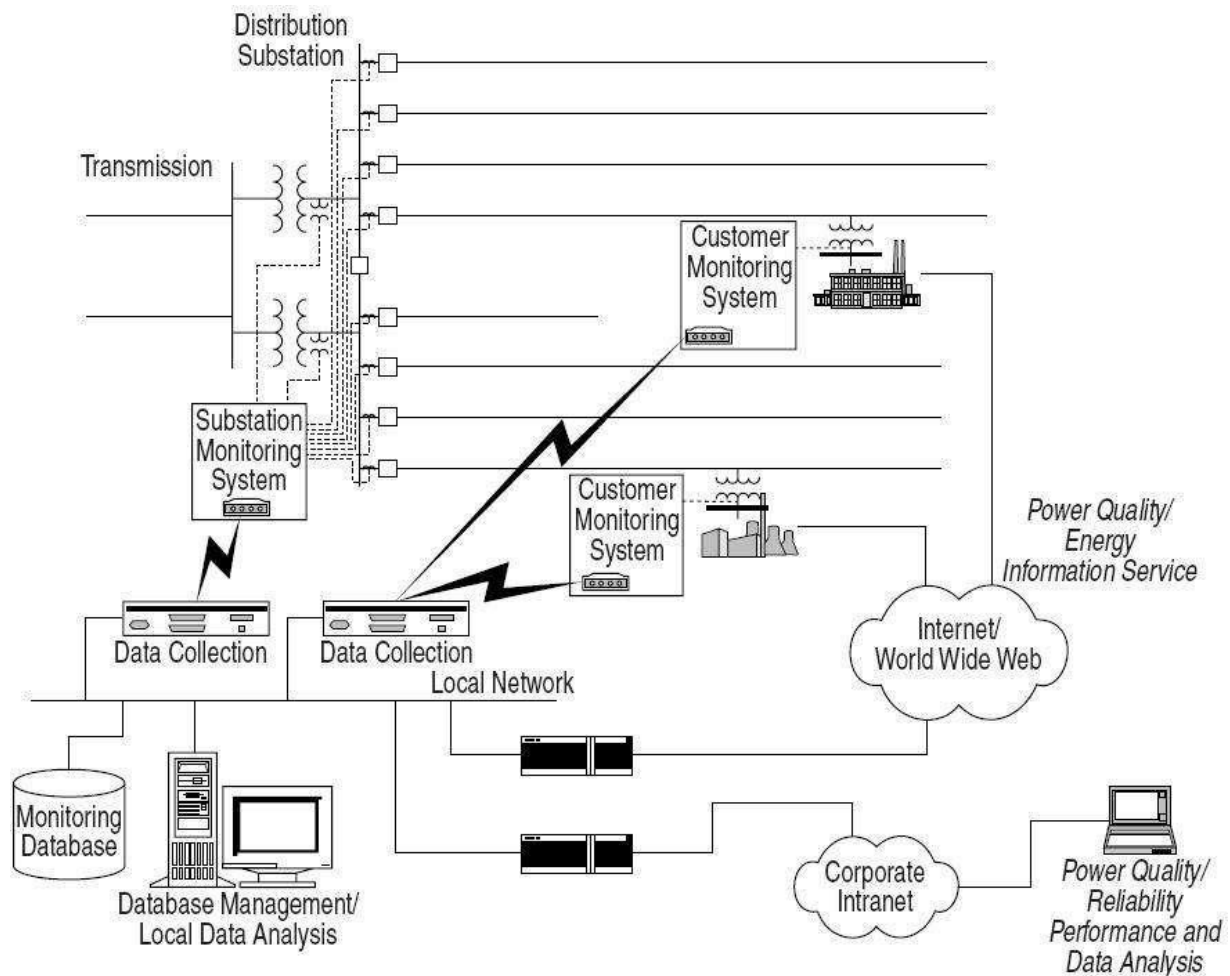 Distribution
Substation
Transmission
Customer
Monitoring
System
Substation
Monitoring
System
Customer
Monitoring
System
Power Quality/
Energy
Information Service
Internet/
World Wide Web
Data Collection
Data Collection
Local Network
Monitoring
Database
Database Management/
Local Data Analysis
Corporate
Intranet
Power Quality/
Reliability
Performance and
Data Analysis